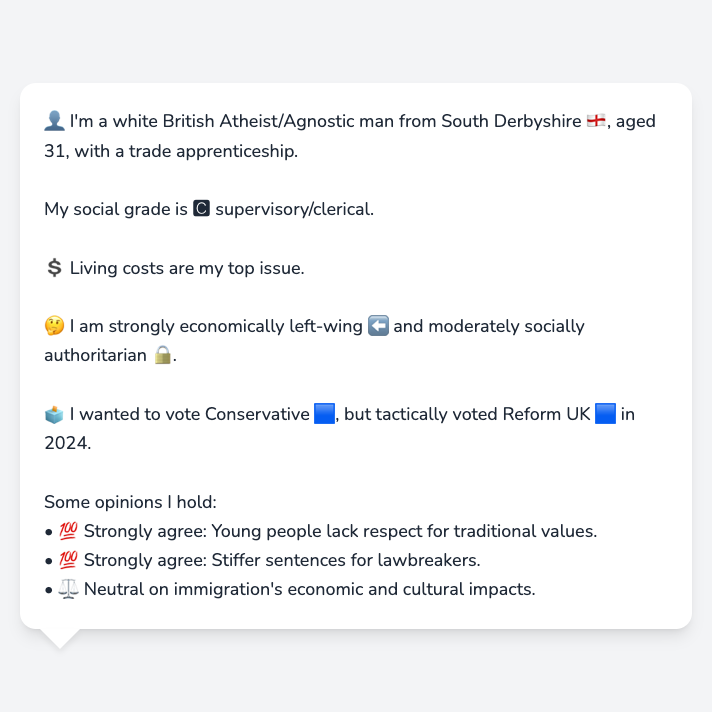 👤 I'm a white British Atheist/Agnostic man from South Derbyshire 🏴󠁧󠁢󠁥󠁮󠁧󠁿, aged
31, with a trade apprenticeship.
My social grade is 🅲 supervisory/clerical.
💲 Living costs are my top issue.
🤔 I am strongly economically left-wing ⬅️ and moderately socially
authoritarian 🔒.
🗳️ I wanted to vote Conservative 🟦, but tactically voted Reform UK 🟦 in
2024.
Some opinions I hold:
• 💯 Strongly agree: Young people lack respect for traditional values.
• 💯 Strongly agree: Stiffer sentences for lawbreakers.
• ⚖️ Neutral on immigration's economic and cultural impacts.